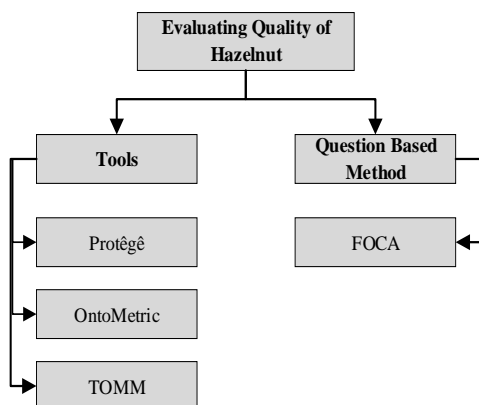 Evaluating Quality of
Hazelnut
Tools
Question Based
Method
Protêgê
FOCA
OntoMetric
TOMM